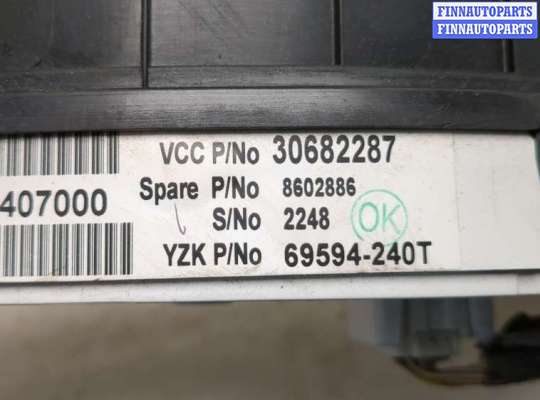 FINNAUTOPARTS
FINNAUTOPARTS
VCC P/No 30682287
407000
Spare P/No 8602886
S/No 2248 OK
YZK P/No 69594-240T